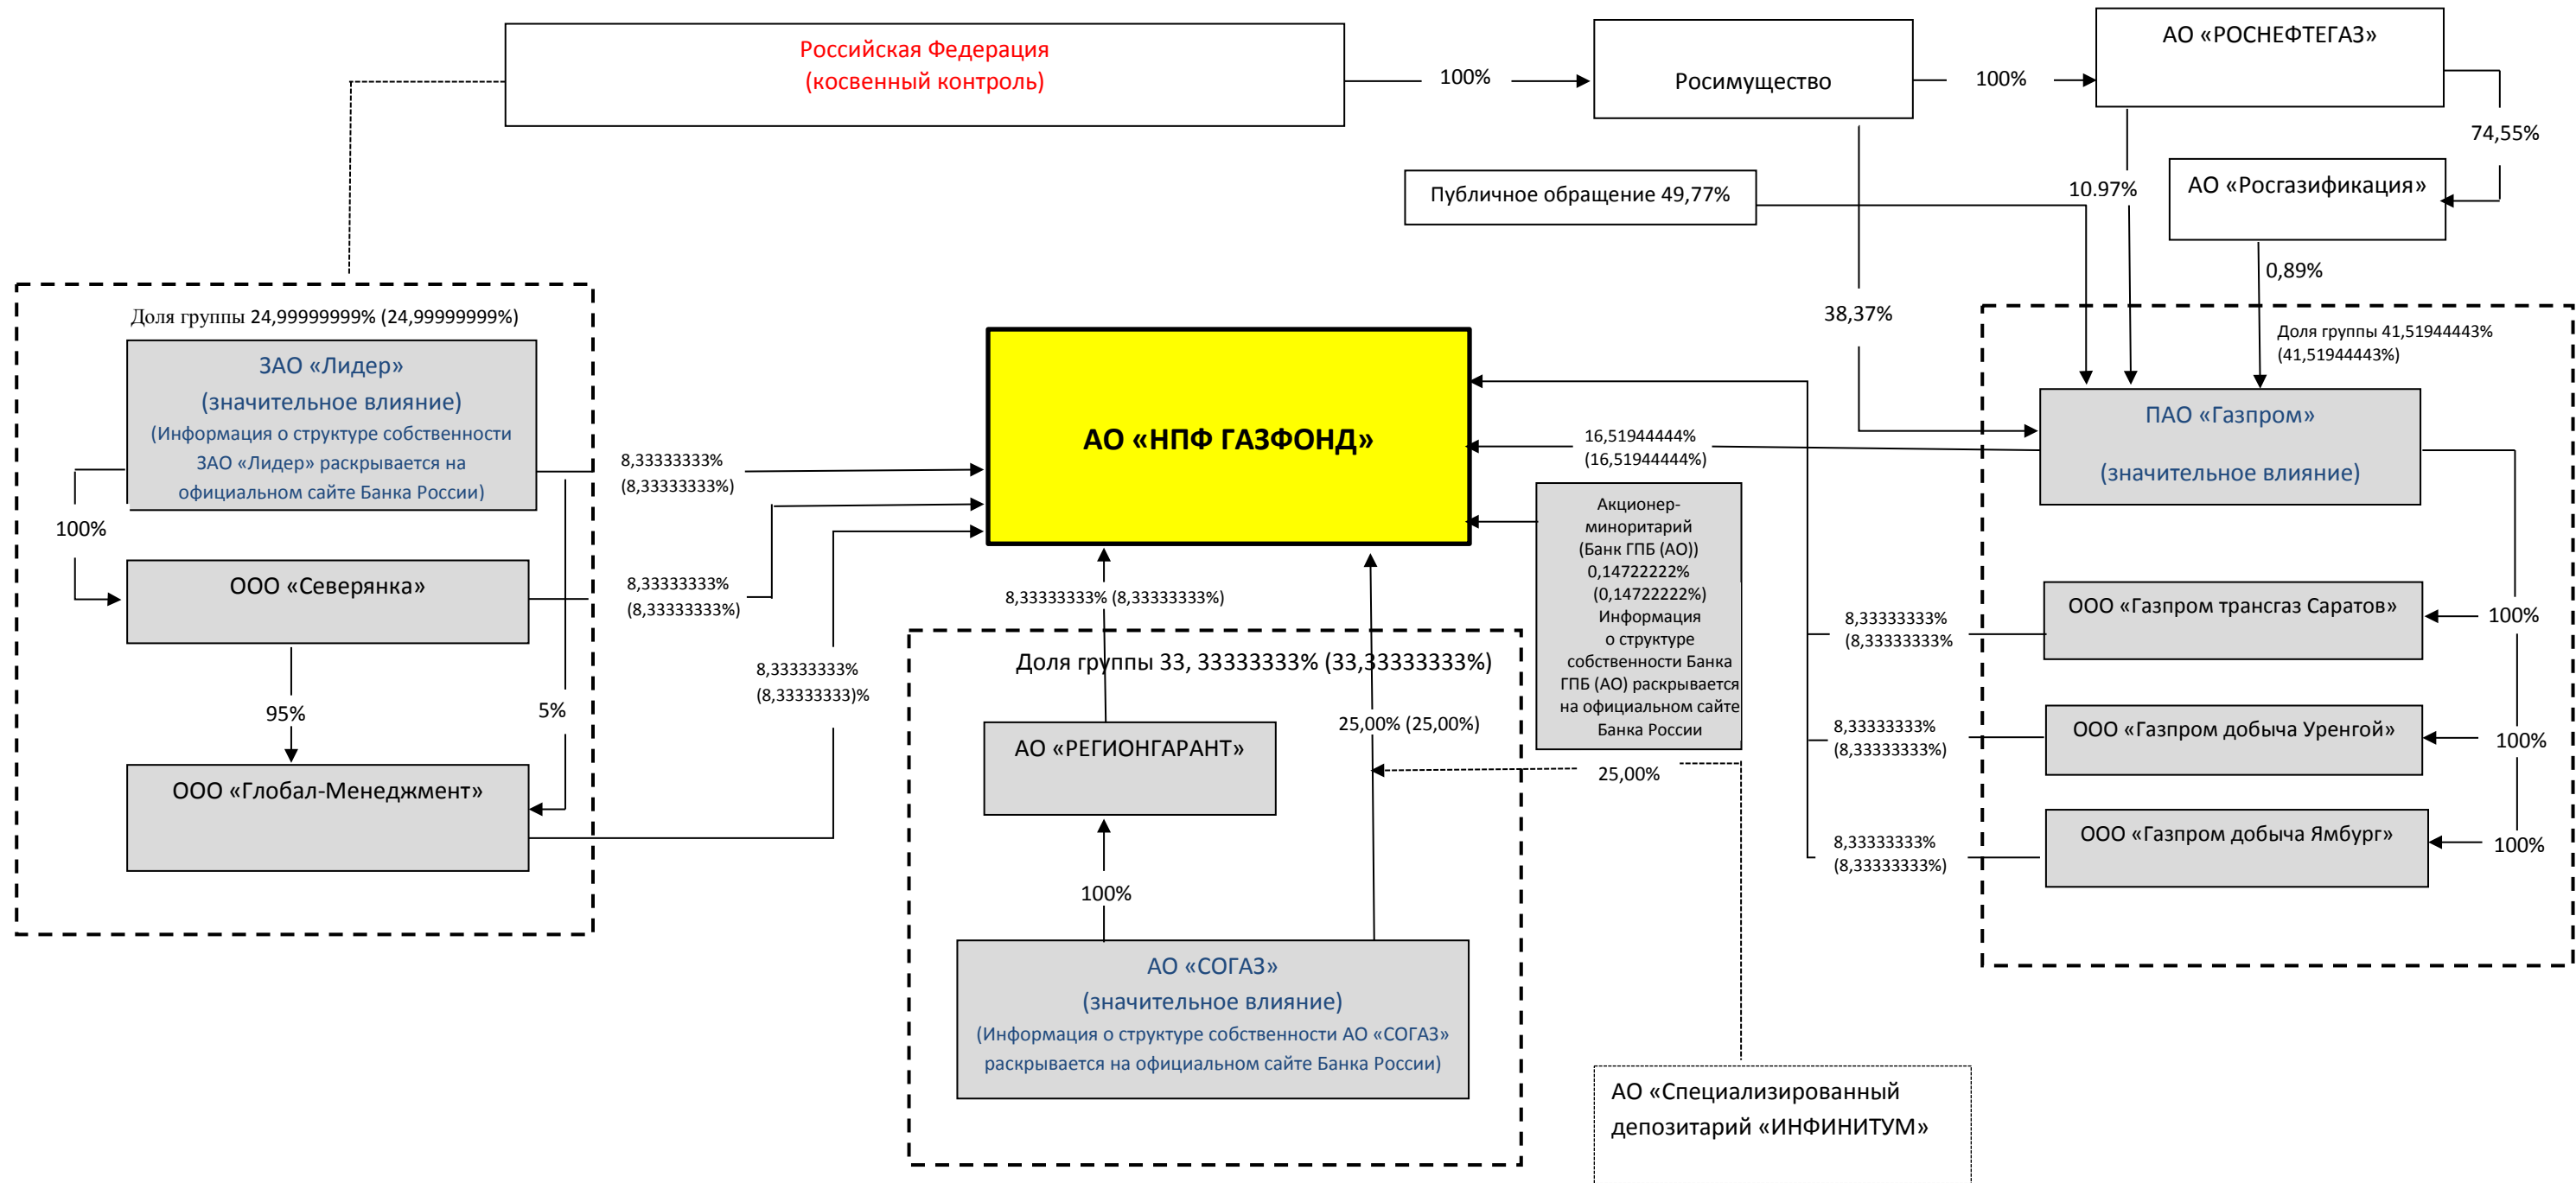 Российская Федерация
(косвенный контроль)
100%
Росимущество
100%
АО «РОСНЕФТЕГАЗ»
74,55%
Публичное обращение 49,77%
10.97%
АО «Росгазификация»
0,89%
38,37%
Доля группы 24,99999999% (24,99999999%)
ЗАО «Лидер»
(значительное влияние)
(Информация о структуре собственности
ЗАО «Лидер» раскрывается на
официальном сайте Банка России)
100%
ООО «Северянка»
95%
5%
ООО «Глобал-Менеджмент»
8,33333333%
(8,33333333%)
8,33333333%
(8,33333333%)
8,33333333%
(8,33333333)%
АО «НПФ ГАЗФОНД»
8,33333333% (8,33333333%)
Доля группы 33, 33333333% (33,33333333%)
25,00% (25,00%)
АО «РЕГИОНГАРАНТ»
100%
АО «СОГАЗ»
(значительное влияние)
(Информация о структуре собственности АО «СОГАЗ»
раскрывается на официальном сайте Банка России)
16,51944444%
(16,51944444%)
Акционер-
миноритарий
(Банк ГПБ (АО))
0,14722222%
(0,14722222%)
Информация
о структуре
собственности Банка
ГПБ (АО) раскрывается
на официальном сайте
Банка России
25,00%
АО «Специализированный
депозитарий «ИНФИНИТУМ»
Доля группы 41,51944443%
(41,51944443%)
ПАО «Газпром»
(значительное влияние)
8,33333333%
(8,33333333%
ООО «Газпром трансгаз Саратов»
100%
8,33333333%
(8,33333333%)
ООО «Газпром добыча Уренгой»
100%
8,33333333%
(8,33333333%)
ООО «Газпром добыча Ямбург»
100%